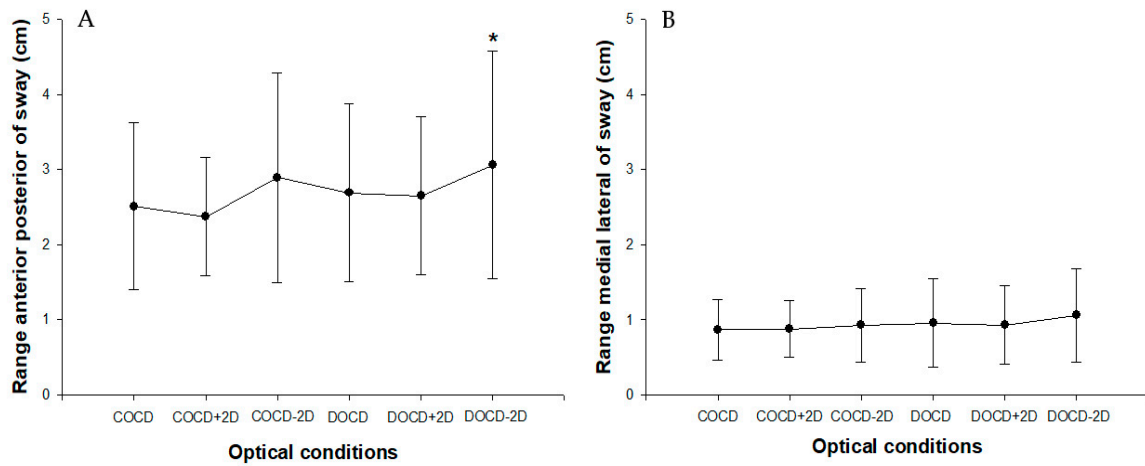 A
Range anterior posterior of sway (cm)
5
4
3
2
1
0
*
COCD COCD+2D COCD-2D DOCD DOCD+2D DOCD-2D
Optical conditions
B
Range medial lateral of sway (cm)
5
4
3
2
1
0
COCD COCD+2D COCD-2D DOCD DOCD+2D DOCD-2D
Optical conditions